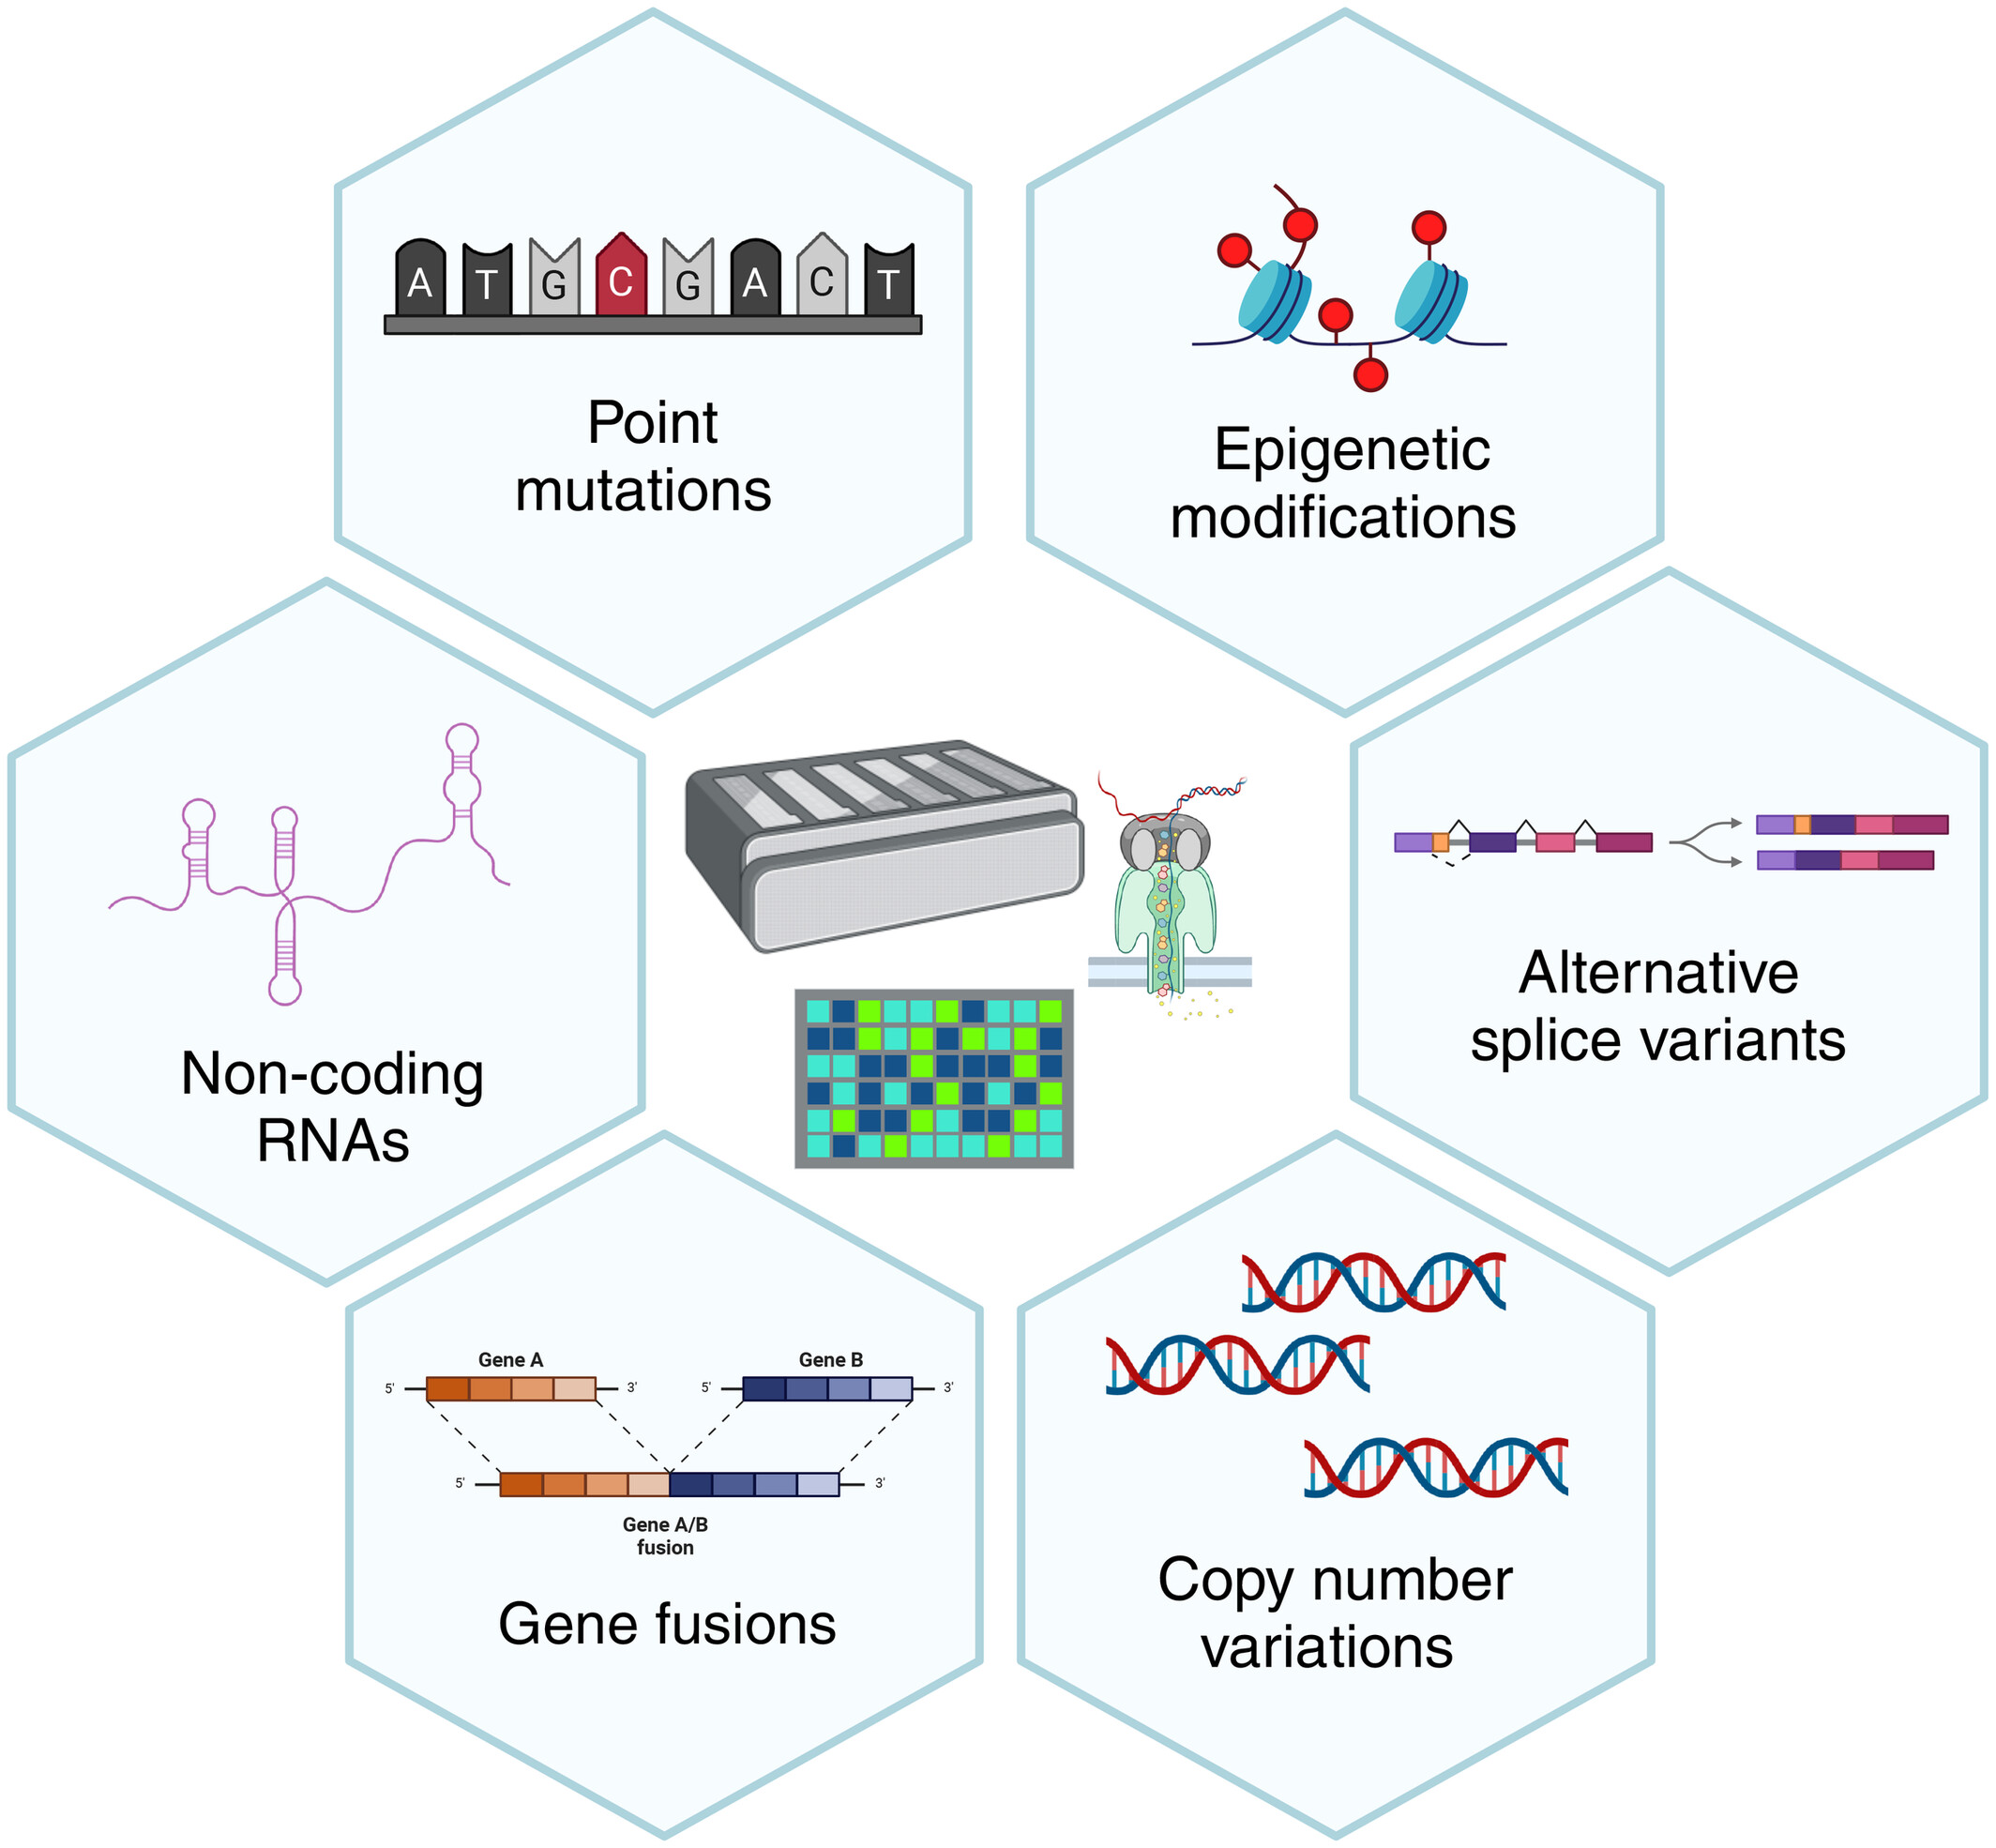 A T G C G A C T
Point
mutations
Epigenetic
modifications
Non-coding
RNAs
Alternative
splice variants
Gene A
Gene B
5' 3' 5' 3'
5' 3'
Gene A/B
fusion
Gene fusions
Copy number
variations